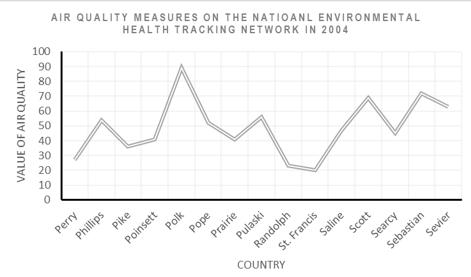 AIR QUALITY MEASURES ON THE NATIOANL ENVIRONMENTAL
HEALTH TRACKING NETWORK IN 2004
VALUE OF AIR QUALITY
100
90
80
70
60
50
40
30
20
10
0
Perry
Phillips
Pike
Poinsett
Polk
Pope
Prairie
Pulaski
Randolph
St. Francis
Saline
Scott
Searcy
Sebastian
Sevier
COUNTRY